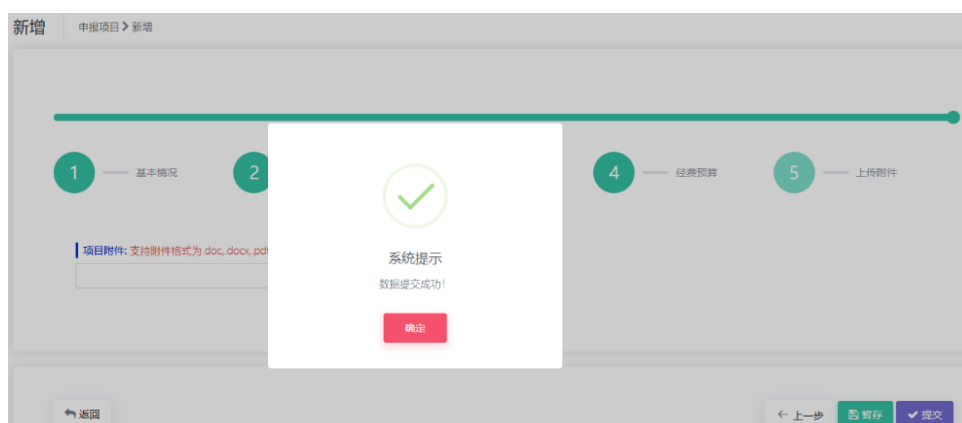 新增
申报项目 > 新增
1 基本情况 2 4 经费预算 5 上传附件
项目附件: 支持附件格式为.doc,.docx,.pdf
系统提示
数据提交成功!
确定
返回 ← 上一步 暂存 提交